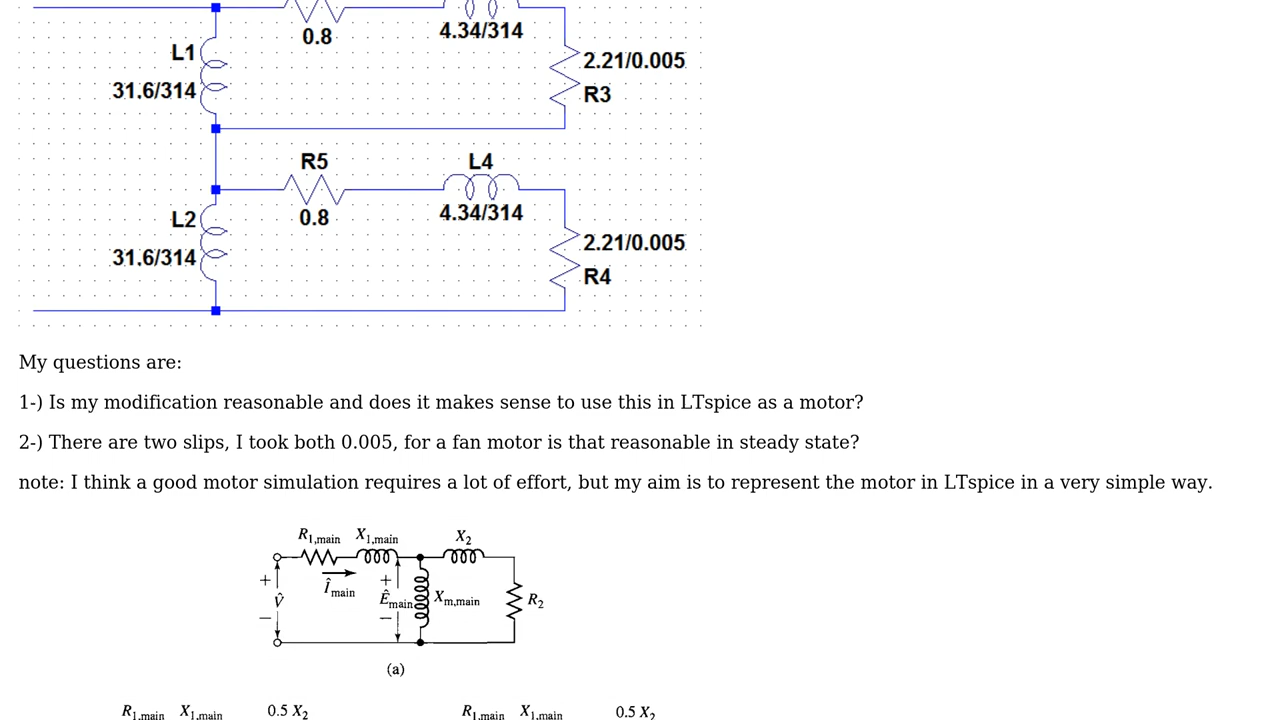 0.8
4.34/314
L1
31.6/314
2.21/0.005
R3
R5
L4
L2
0.8
4.34/314
31.6/314
2.21/0.005
R4
My questions are:
1-) Is my modification reasonable and does it makes sense to use this in LTspice as a motor?
2-) There are two slips, I took both 0.005, for a fan motor is that reasonable in steady state?
note: I think a good motor simulation requires a lot of effort, but my aim is to represent the motor in LTspice in a very simple way.
R1,main X1,main X2
+ Îmain + Êmain Xm,main R2
V̂
− −
(a)
R1,main X1,main 0.5 X2 R1,main X1,main 0.5 X2